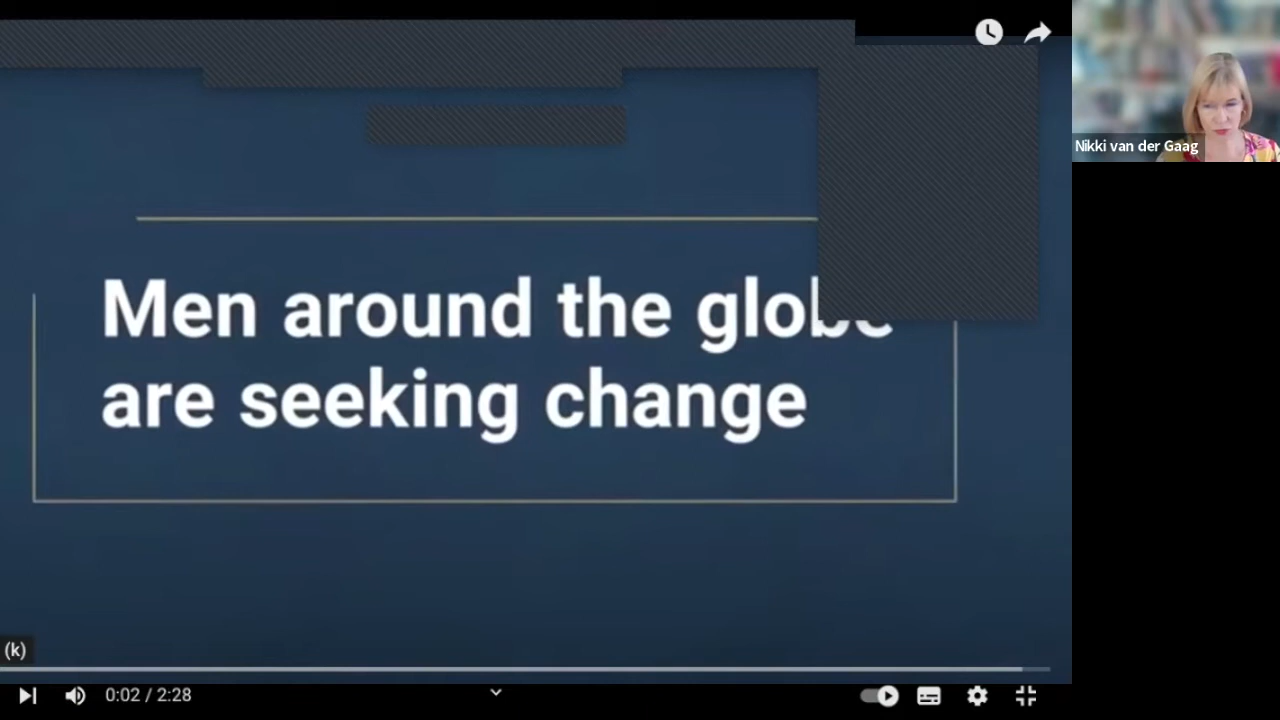 Nikki van der Gaag
Men around the globe
are seeking change
(k)
0:02 / 2:28